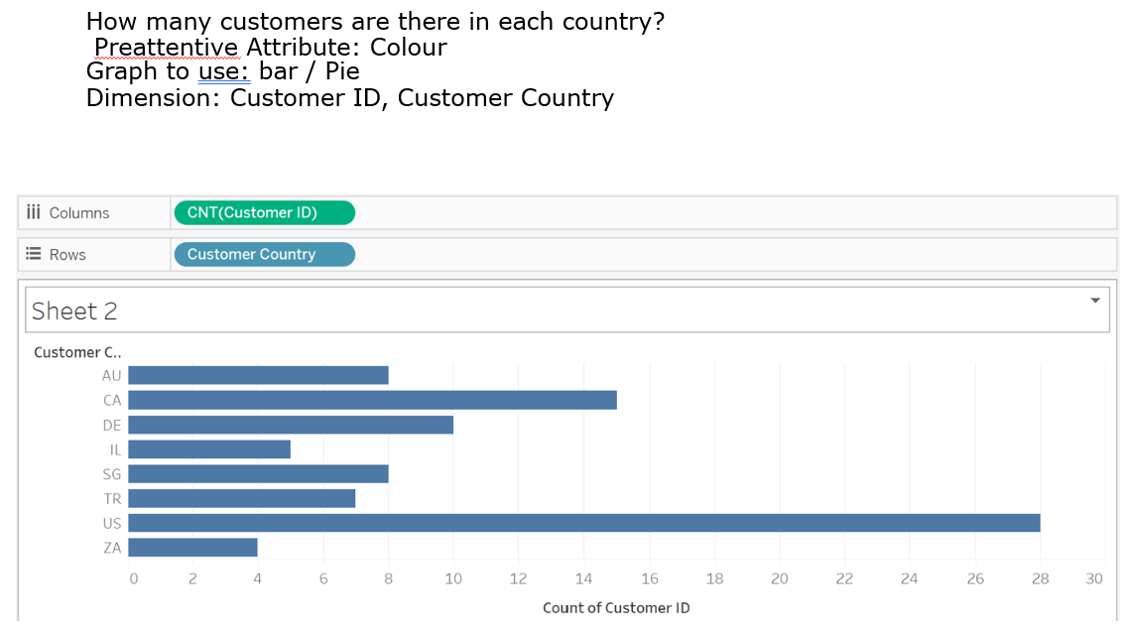 How many customers are there in each country?
Preattentive Attribute: Colour
Graph to use: bar / Pie
Dimension: Customer ID, Customer Country
Columns CNT(Customer ID)
Rows Customer Country
Sheet 2
Customer C..
AU
CA
DE
IL
SG
TR
US
ZA
0 2 4 6 8 10 12 14 16 18 20 22 24 26 28 30
Count of Customer ID